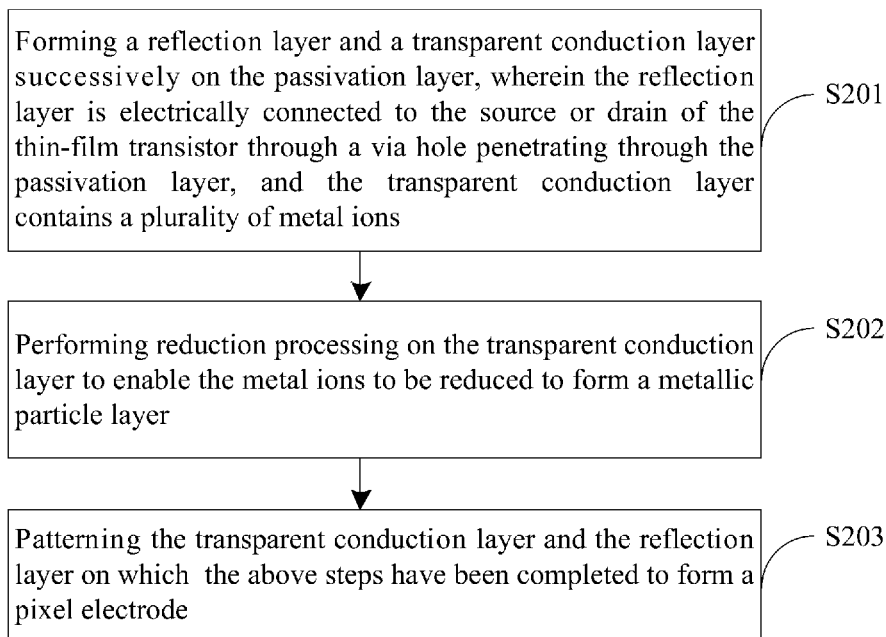 Forming a reflection layer and a transparent conduction layer
successively on the passivation layer, wherein the reflection
layer is electrically connected to the source or drain of the
thin-film transistor through a via hole penetrating through the
passivation layer, and the transparent conduction layer
contains a plurality of metal ions
S201
Performing reduction processing on the transparent conduction
layer to enable the metal ions to be reduced to form a metallic
particle layer
S202
Patterning the transparent conduction layer and the reflection
layer on which the above steps have been completed to form a
pixel electrode
S203